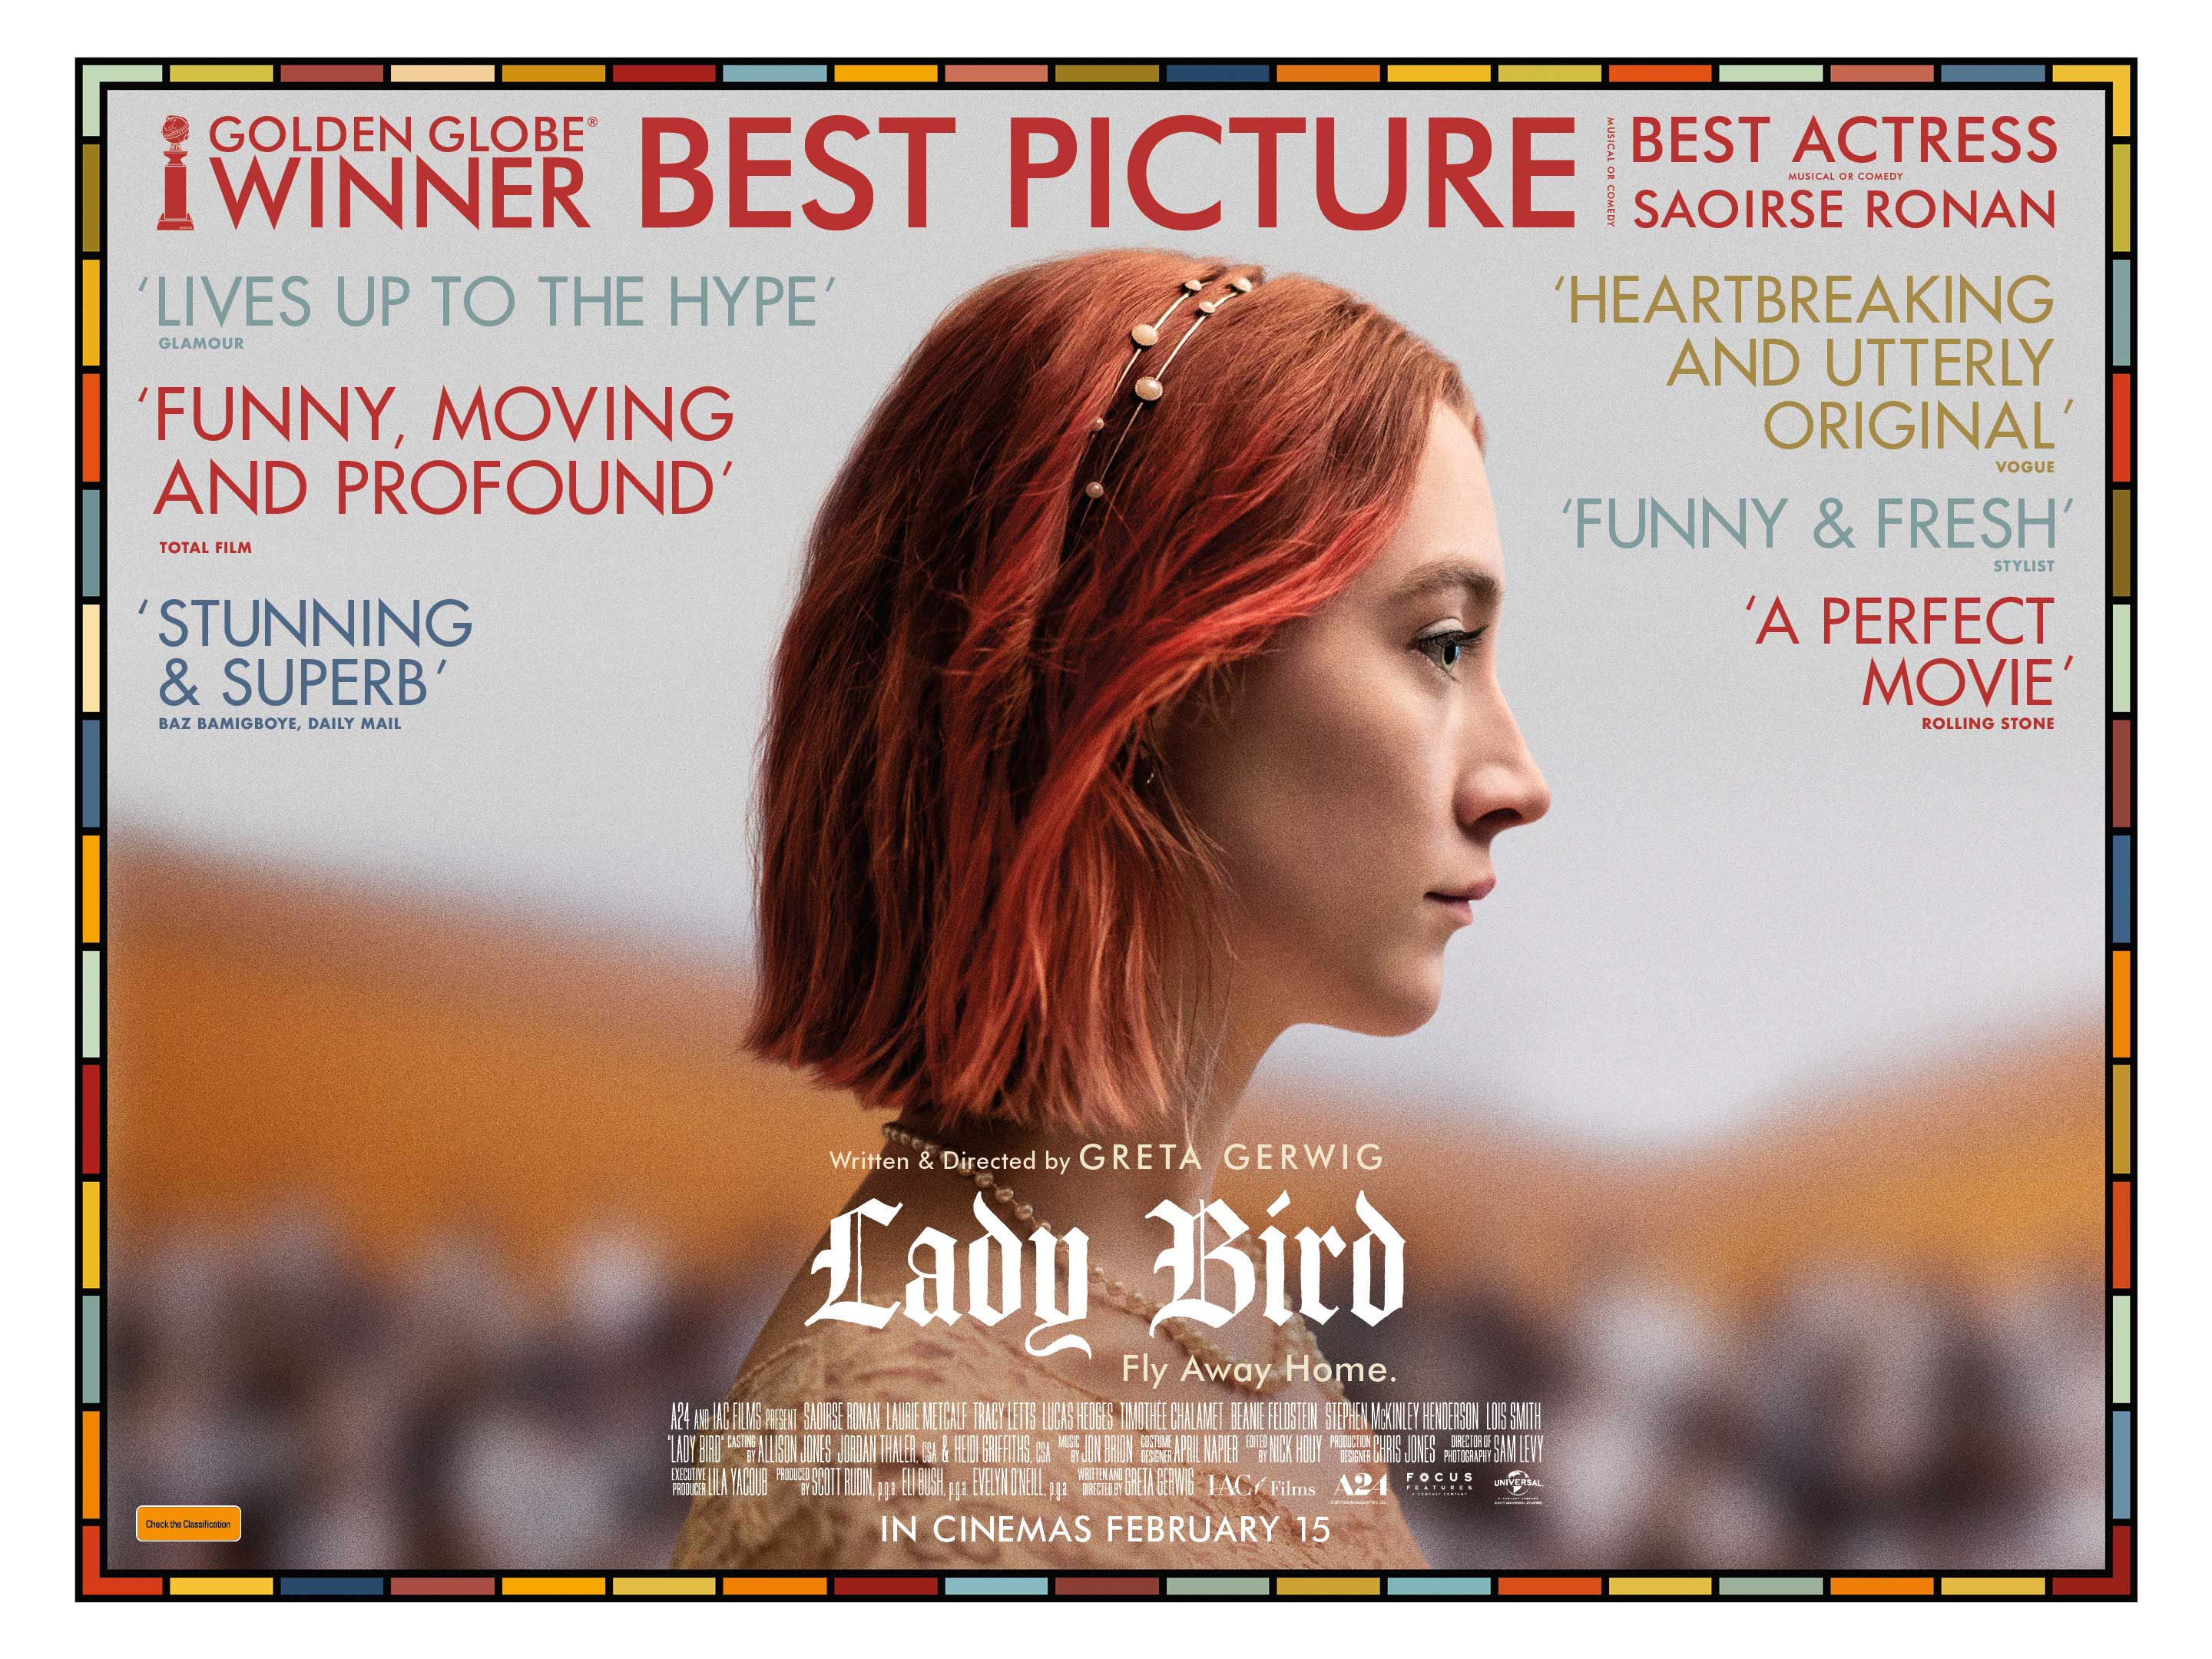 GOLDEN GLOBE®
WINNER
BEST PICTURE
MUSICAL OR COMEDY
BEST ACTRESS
MUSICAL OR COMEDY
SAOIRSE RONAN
‘LIVES UP TO THE HYPE’
GLAMOUR
‘FUNNY, MOVING
AND PROFOUND’
TOTAL FILM
‘STUNNING
& SUPERB’
BAZ BAMIGBOYE, DAILY MAIL
‘HEARTBREAKING
AND UTTERLY
ORIGINAL’
VOGUE
‘FUNNY & FRESH’
STYLIST
‘A PERFECT
MOVIE’
ROLLING STONE
Written & Directed by GRETA GERWIG
Lady Bird
Fly Away Home.
A24 AND IAC FILMS PRESENT SAOIRSE RONAN LAURIE METCALF TRACY LETTS LUCAS HEDGES TIMOTHÉE CHALAMET BEANIE FELDSTEIN STEPHEN McKINLEY HENDERSON LOIS SMITH
"LADY BIRD" CASTING BY ALLISON JONES JORDAN THALER, CSA & HEIDI GRIFFITHS, CSA MUSIC BY JON BRION COSTUME DESIGNER APRIL NAPIER EDITED BY NICK HOUY PRODUCTION DESIGNER CHRIS JONES DIRECTOR OF PHOTOGRAPHY SAM LEVY
EXECUTIVE PRODUCER LILA YACOUB PRODUCED BY SCOTT RUDIN, p.g.a. ELI BUSH, p.g.a. EVELYN O'NEILL, p.g.a. WRITTEN AND DIRECTED BY GRETA GERWIG IAC Films A24 FOCUS FEATURES UNIVERSAL
IN CINEMAS FEBRUARY 15
Check the Classification